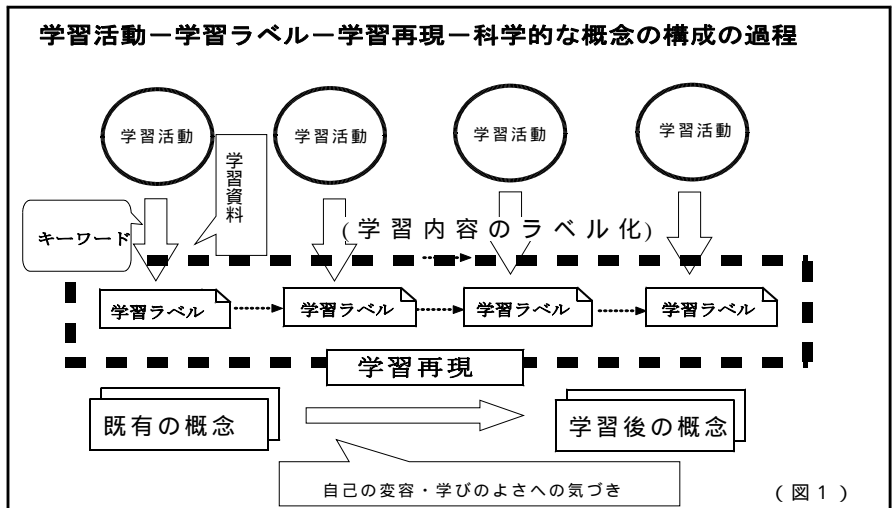 学習活動－学習ラベル－学習再現－科学的な概念の構成の過程
学習活動
学習活動
学習活動
学習活動
学習資料
キーワード
(学習内容のラベル化)
学習ラベル
学習ラベル
学習ラベル
学習ラベル
学習再現
既有の概念
学習後の概念
自己の変容・学びのよさへの気づき
(図1)